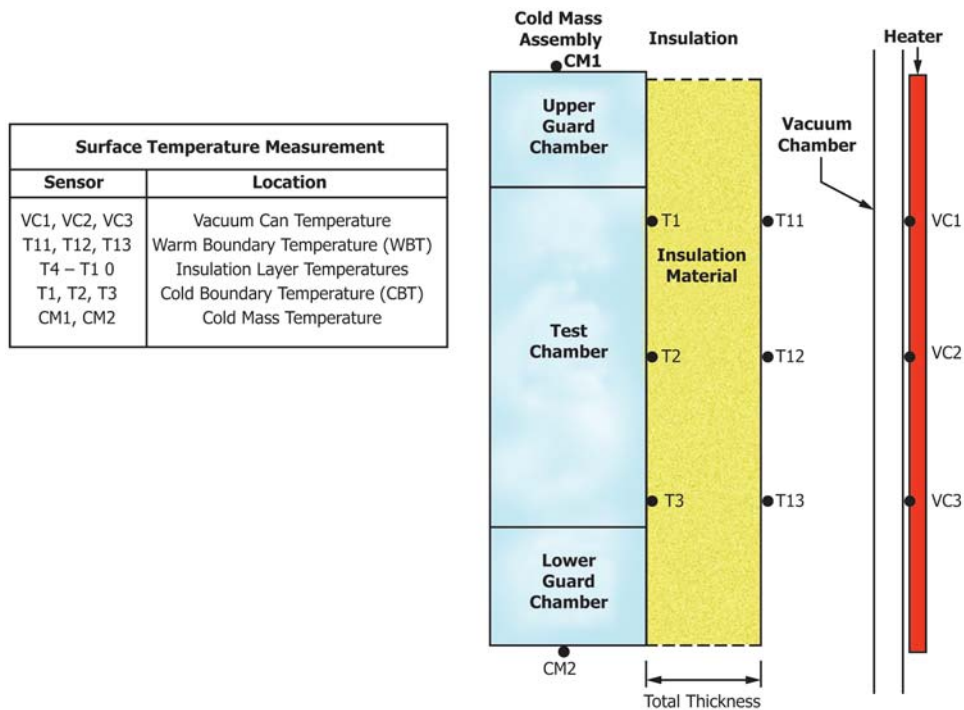 Surface Temperature Measurement
Sensor Location
VC1, VC2, VC3 Vacuum Can Temperature
T11, T12, T13 Warm Boundary Temperature (WBT)
T4 – T1 0 Insulation Layer Temperatures
T1, T2, T3 Cold Boundary Temperature (CBT)
CM1, CM2 Cold Mass Temperature
Cold Mass
Assembly
CM1
Insulation
Heater
Upper
Guard
Chamber
Vacuum
Chamber
T1
T11
VC1
Insulation
Material
Test
Chamber
T2
T12
VC2
T3
T13
VC3
Lower
Guard
Chamber
CM2
Total Thickness